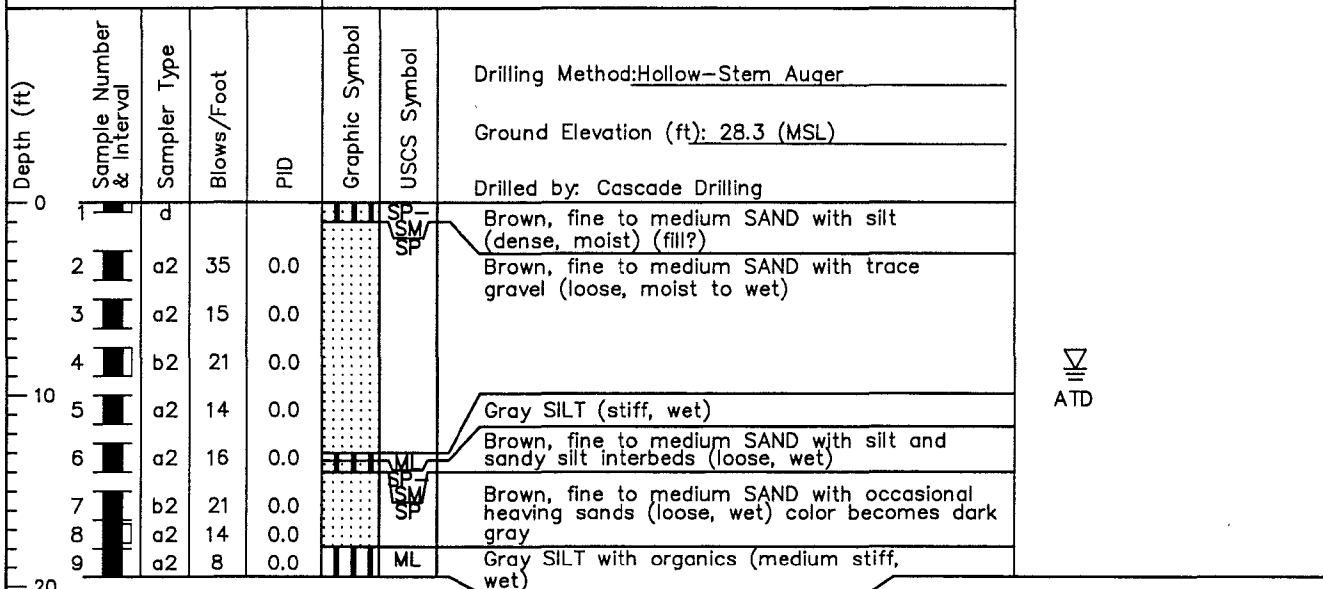 Depth (ft)
Sample Number
& Interval
Sampler Type
Blows/Foot
PID
Graphic Symbol
USCS Symbol
Drilling Method:Hollow-Stem Auger
Ground Elevation (ft): 28.3 (MSL)
Drilled by: Cascade Drilling
0
1 d
SP-
SM
SP
Brown, fine to medium SAND with silt
(dense, moist) (fill?)
2 a2 35 0.0
Brown, fine to medium SAND with trace
gravel (loose, moist to wet)
3 a2 15 0.0
4 b2 21 0.0
ATD
10
5 a2 14 0.0
Gray SILT (stiff, wet)
6 a2 16 0.0
ML
SP-
SM
SP
Brown, fine to medium SAND with silt and
sandy silt interbeds (loose, wet)
7 b2 21 0.0
Brown, fine to medium SAND with occasional
heaving sands (loose, wet) color becomes dark
gray
8 a2 14 0.0
9 a2 8 0.0
ML
Gray SILT with organics (medium stiff,
wet)
20